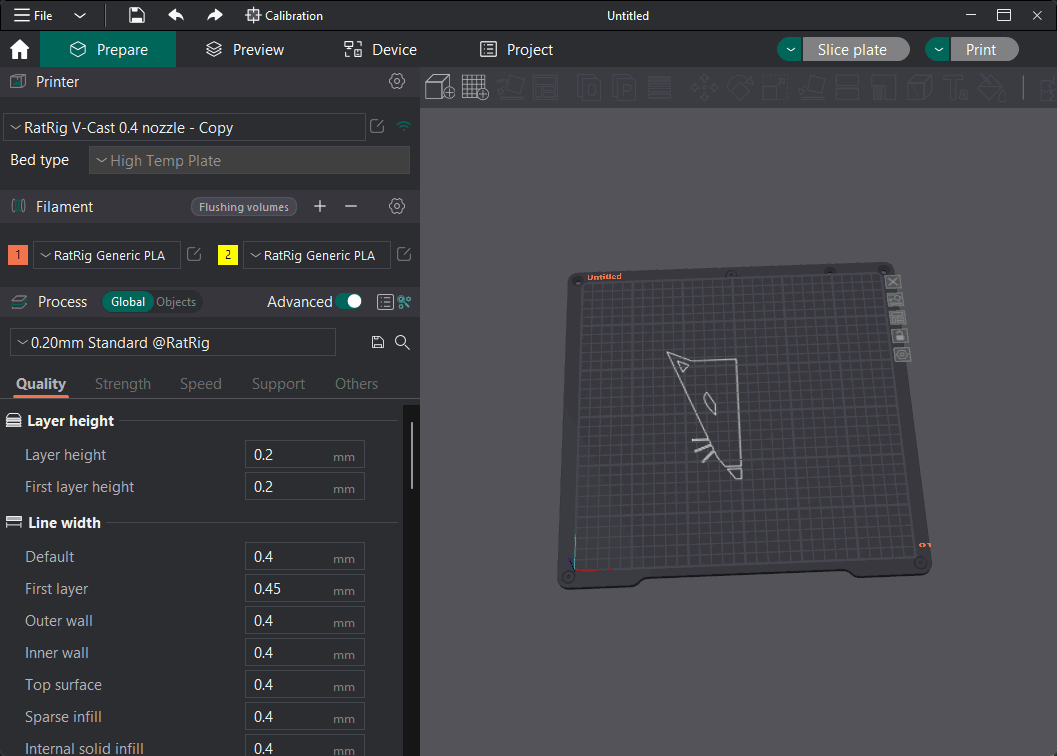 File Calibration Untitled
Prepare Preview Device Project Slice plate Print
Printer
RatRig V-Cast 0.4 nozzle - Copy
Bed type High Temp Plate
Filament Flushing volumes
1 RatRig Generic PLA 2 RatRig Generic PLA
Process Global Objects Advanced
0.20mm Standard @RatRig
Quality Strength Speed Support Others
Layer height
Layer height 0.2 mm
First layer height 0.2 mm
Line width
Default 0.4 mm
First layer 0.45 mm
Outer wall 0.4 mm
Inner wall 0.4 mm
Top surface 0.4 mm
Sparse infill 0.4 mm
Internal solid infill 0.4 mm
Untitled